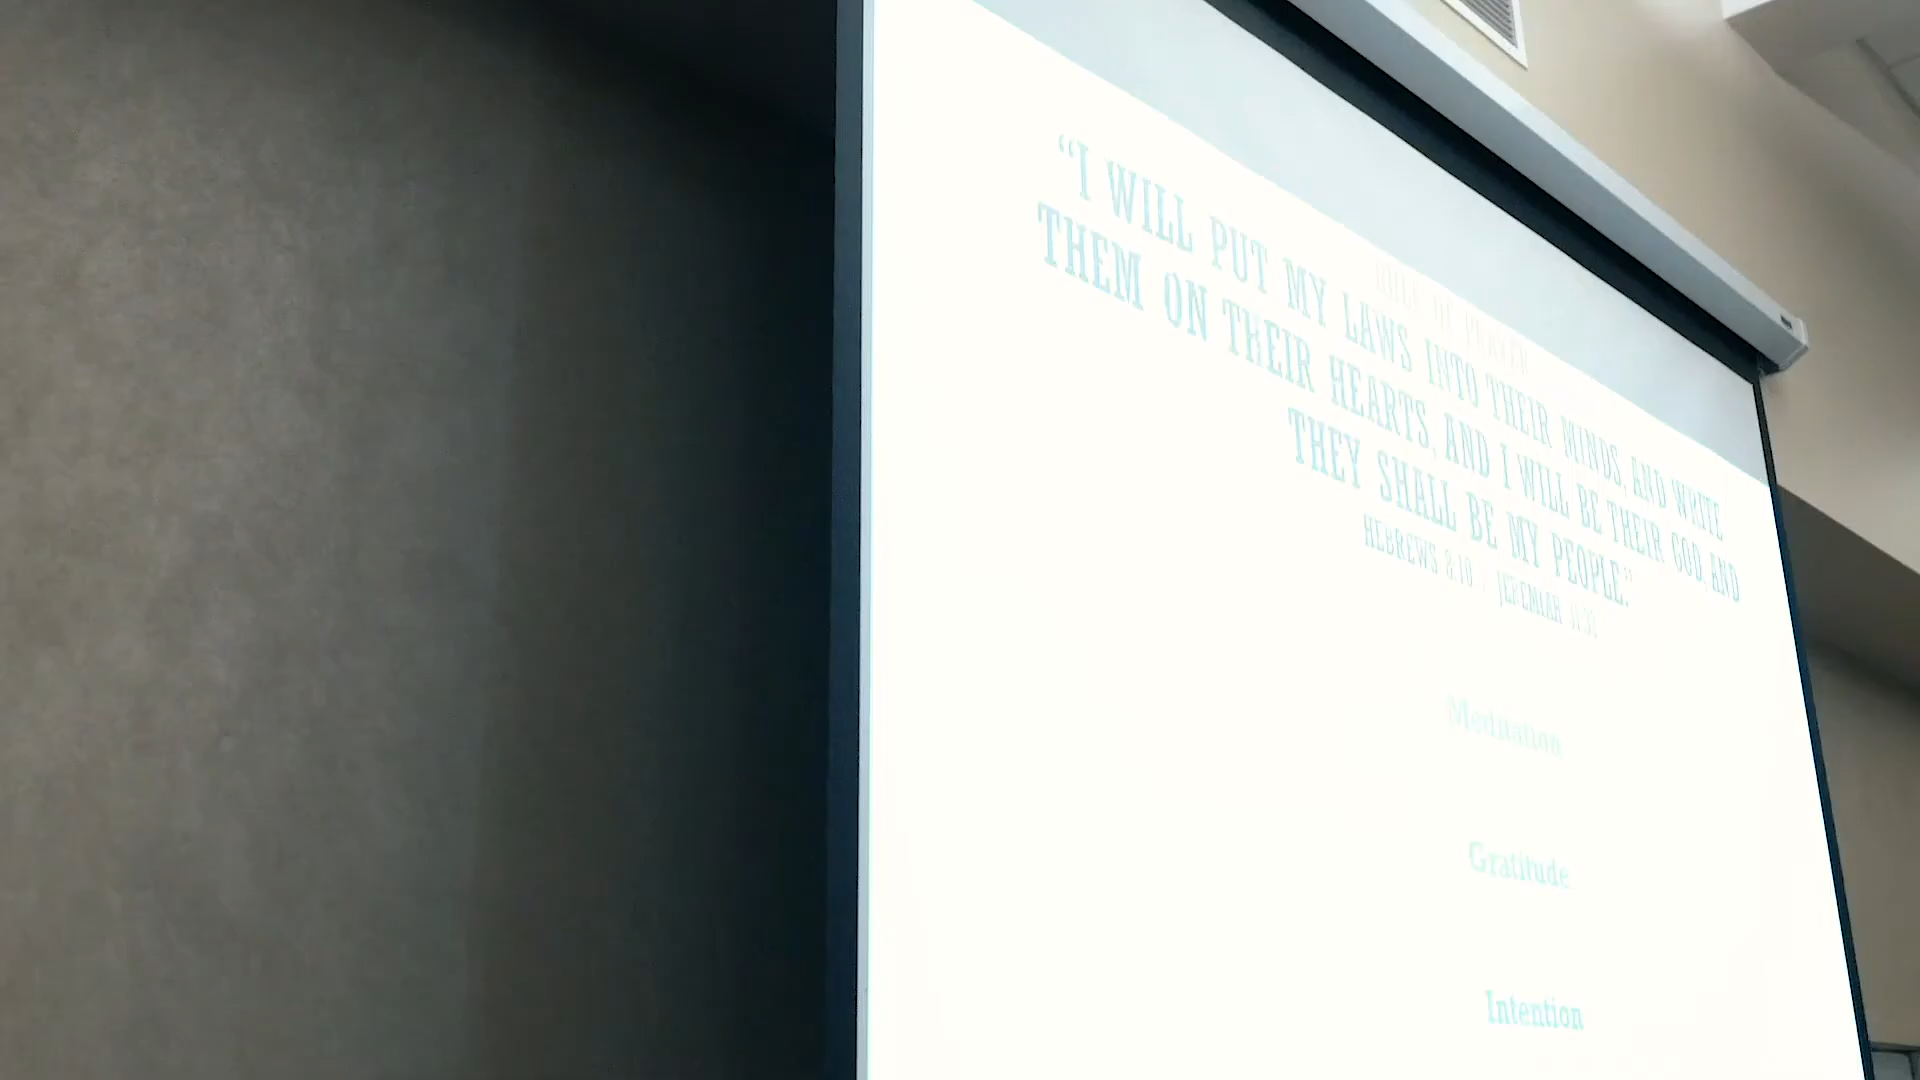 “I WILL PUT MY LAWS INTO THEIR MINDS, AND WRITE
THEM ON THEIR HEARTS, AND I WILL BE THEIR GOD, AND
THEY SHALL BE MY PEOPLE.”
HEBREWS 8:10 / JEREMIAH
Meditation
Gratitude
Intention